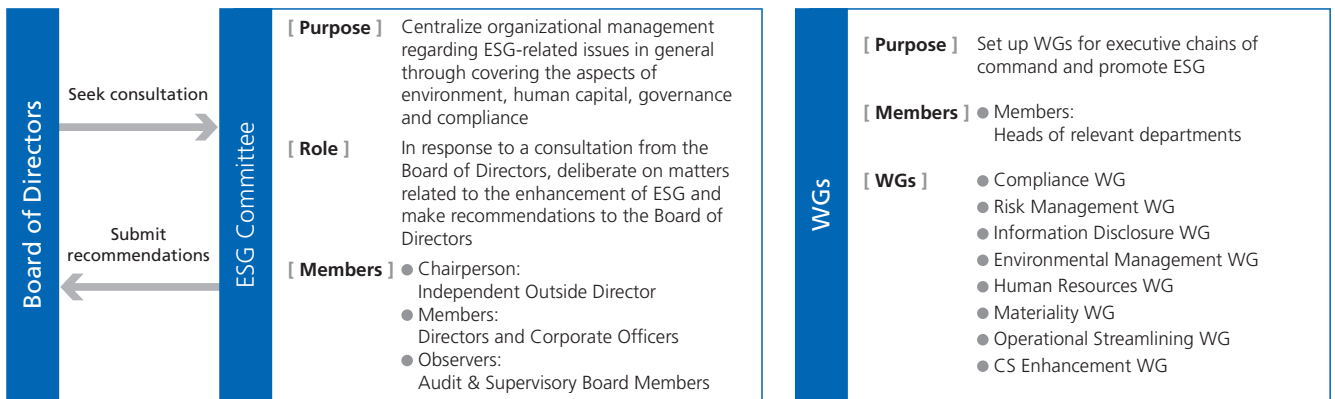 Board of Directors
Seek consultation
Submit
recommendations
ESG Committee
[ Purpose ] Centralize organizational management
regarding ESG-related issues in general
through covering the aspects of
environment, human capital, governance
and compliance
[ Role ] In response to a consultation from the
Board of Directors, deliberate on matters
related to the enhancement of ESG and
make recommendations to the Board of
Directors
[ Members ] ● Chairperson:
Independent Outside Director
● Members:
Directors and Corporate Officers
● Observers:
Audit & Supervisory Board Members
WGs
[ Purpose ] Set up WGs for executive chains of
command and promote ESG
[ Members ] ● Members:
Heads of relevant departments
[ WGs ] ● Compliance WG
● Risk Management WG
● Information Disclosure WG
● Environmental Management WG
● Human Resources WG
● Materiality WG
● Operational Streamlining WG
● CS Enhancement WG